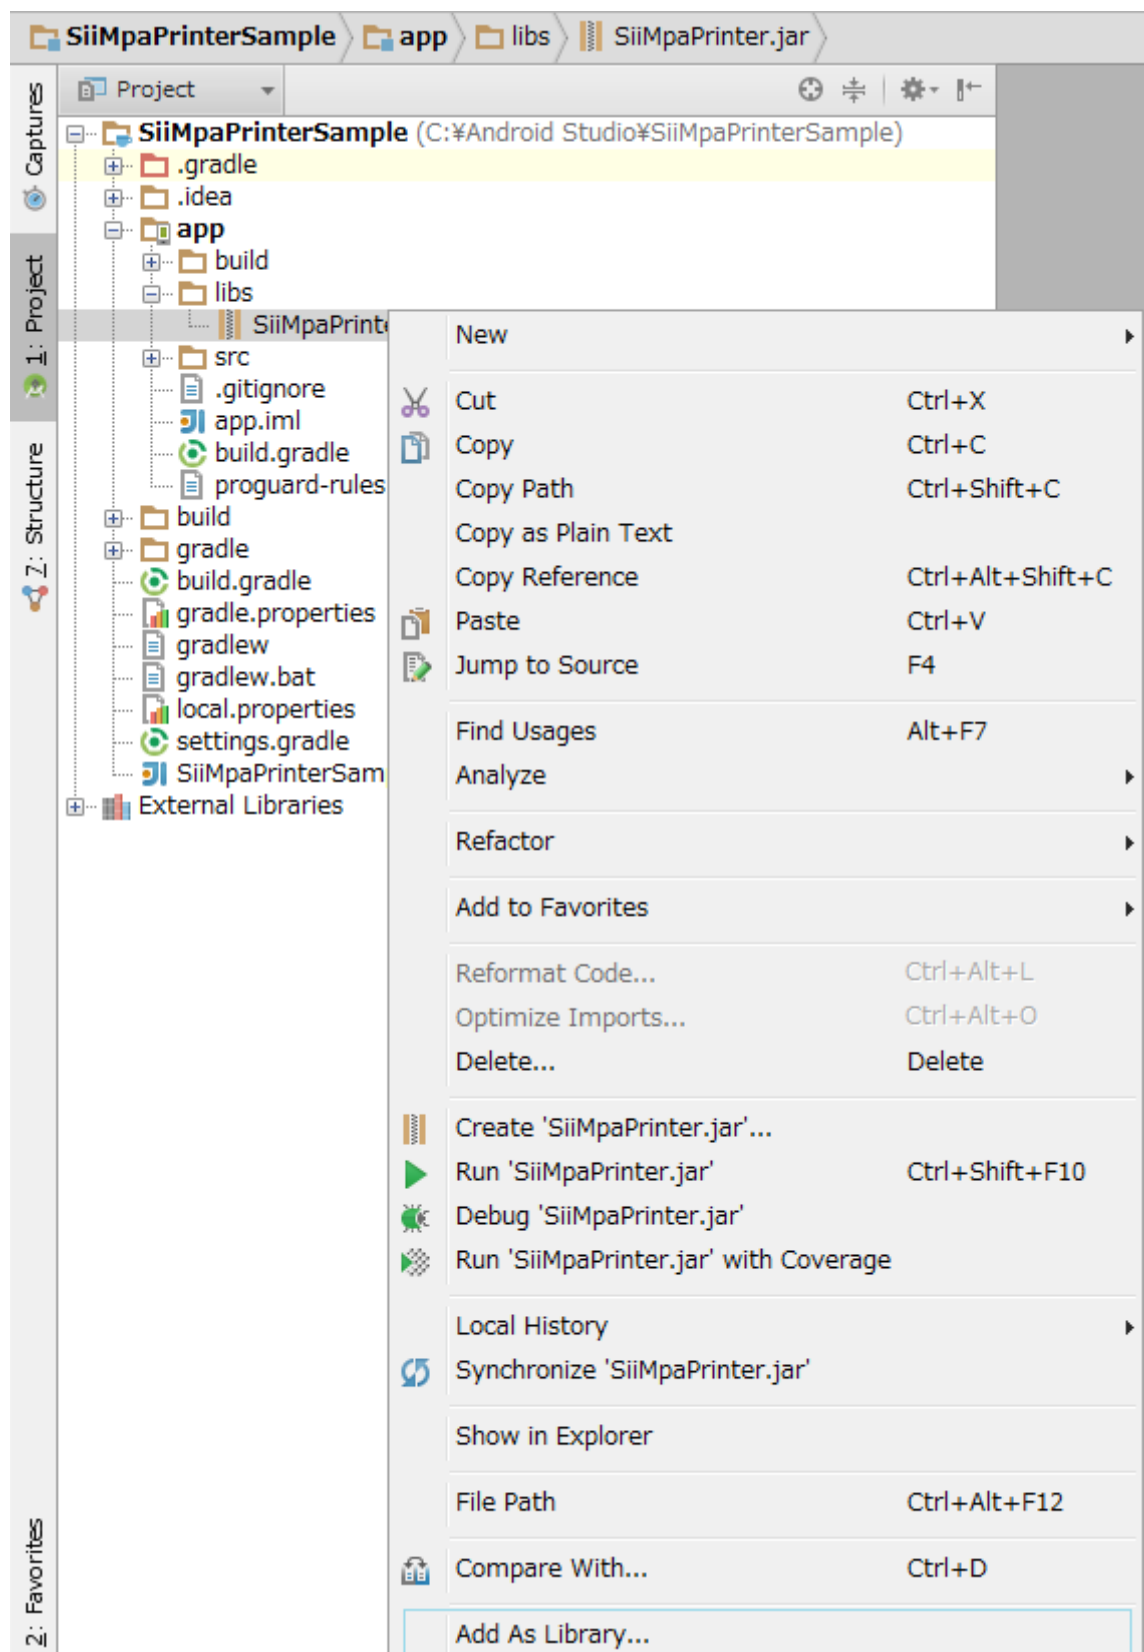 SiiMpaPrinterSample app libs SiiMpaPrinter.jar
Captures
1: Project
7: Structure
2: Favorites
Project
SiiMpaPrinterSample (C:¥Android Studio¥SiiMpaPrinterSample)
.gradle
.idea
app
build
libs
SiiMpaPrinte
src
.gitignore
app.iml
build.gradle
proguard-rules
build
gradle
build.gradle
gradle.properties
gradlew
gradlew.bat
local.properties
settings.gradle
SiiMpaPrinterSam
External Libraries
New
Cut Ctrl+X
Copy Ctrl+C
Copy Path Ctrl+Shift+C
Copy as Plain Text
Copy Reference Ctrl+Alt+Shift+C
Paste Ctrl+V
Jump to Source F4
Find Usages Alt+F7
Analyze
Refactor
Add to Favorites
Reformat Code... Ctrl+Alt+L
Optimize Imports... Ctrl+Alt+O
Delete... Delete
Create 'SiiMpaPrinter.jar'...
Run 'SiiMpaPrinter.jar' Ctrl+Shift+F10
Debug 'SiiMpaPrinter.jar'
Run 'SiiMpaPrinter.jar' with Coverage
Local History
Synchronize 'SiiMpaPrinter.jar'
Show in Explorer
File Path Ctrl+Alt+F12
Compare With... Ctrl+D
Add As Library...